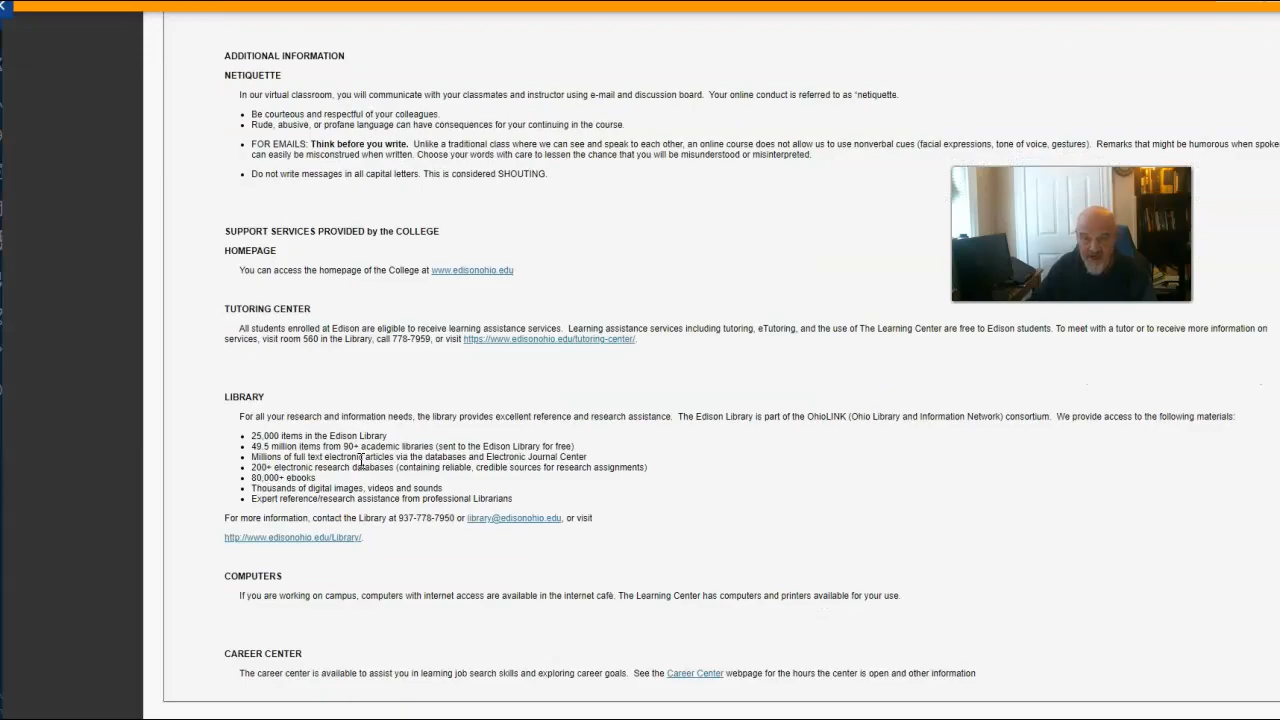 ADDITIONAL INFORMATION
NETIQUETTE
In our virtual classroom, you will communicate with your classmates and instructor using e-mail and discussion board. Your online conduct is referred to as “netiquette.
• Be courteous and respectful of your colleagues.
• Rude, abusive, or profane language can have consequences for your continuing in the course.
• FOR EMAILS: Think before you write. Unlike a traditional class where we can see and speak to each other, an online course does not allow us to use nonverbal cues (facial expressions, tone of voice, gestures). Remarks that might be humorous when spoke
can easily be misconstrued when written. Choose your words with care to lessen the chance that you will be misunderstood or misinterpreted.
• Do not write messages in all capital letters. This is considered SHOUTING.
SUPPORT SERVICES PROVIDED by the COLLEGE
HOMEPAGE
You can access the homepage of the College at www.edisonohio.edu
TUTORING CENTER
All students enrolled at Edison are eligible to receive learning assistance services. Learning assistance services including tutoring, eTutoring, and the use of The Learning Center are free to Edison students. To meet with a tutor or to receive more information on
services, visit room 560 in the Library, call 778-7959, or visit https://www.edisonohio.edu/tutoring-center/.
LIBRARY
For all your research and information needs, the library provides excellent reference and research assistance. The Edison Library is part of the OhioLINK (Ohio Library and Information Network) consortium. We provide access to the following materials:
• 25,000 items in the Edison Library
• 49.5 million items from 90+ academic libraries (sent to the Edison Library for free)
• Millions of full text electronic articles via the databases and Electronic Journal Center
• 200+ electronic research databases (containing reliable, credible sources for research assignments)
• 80,000+ ebooks
• Thousands of digital images, videos and sounds
• Expert reference/research assistance from professional Librarians
For more information, contact the Library at 937-778-7950 or library@edisonohio.edu, or visit
http://www.edisonohio.edu/Library/.
COMPUTERS
If you are working on campus, computers with internet access are available in the internet café. The Learning Center has computers and printers available for your use.
CAREER CENTER
The career center is available to assist you in learning job search skills and exploring career goals. See the Career Center webpage for the hours the center is open and other information